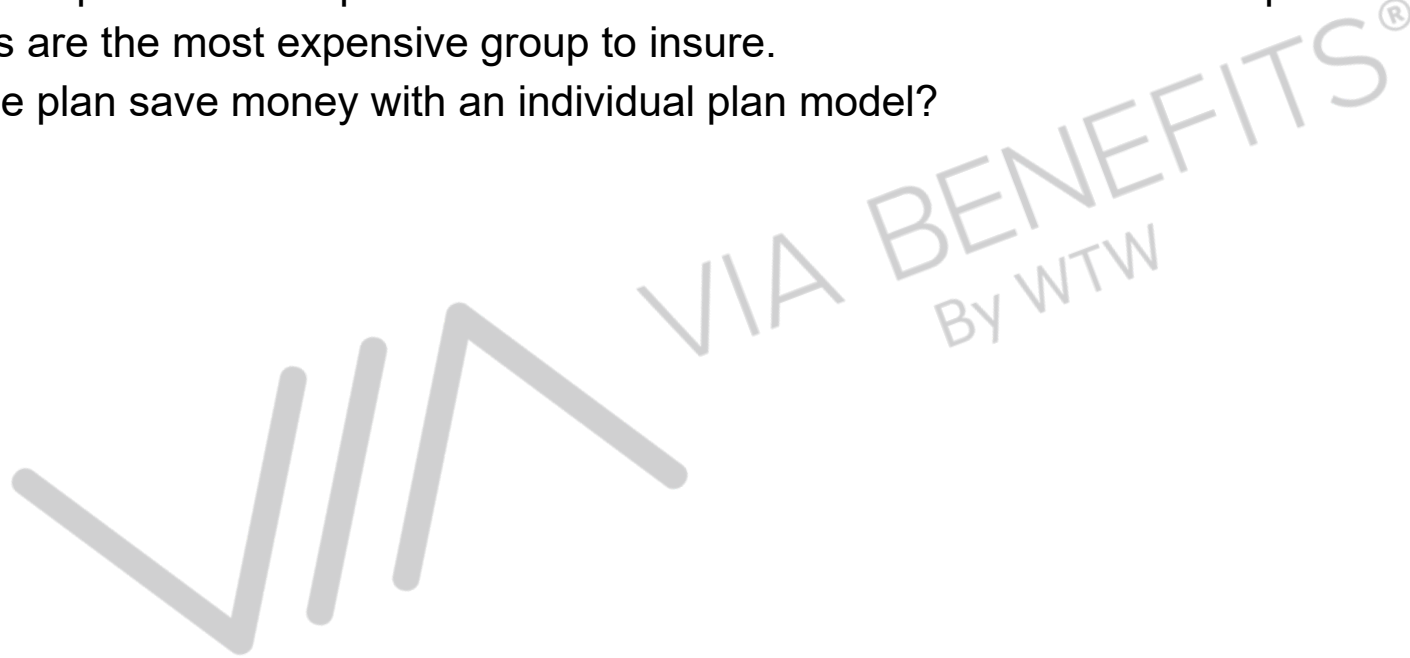 s are the most expensive group to insure.
e plan save money with an individual plan model?
VIA BENEFITS®
By WTW